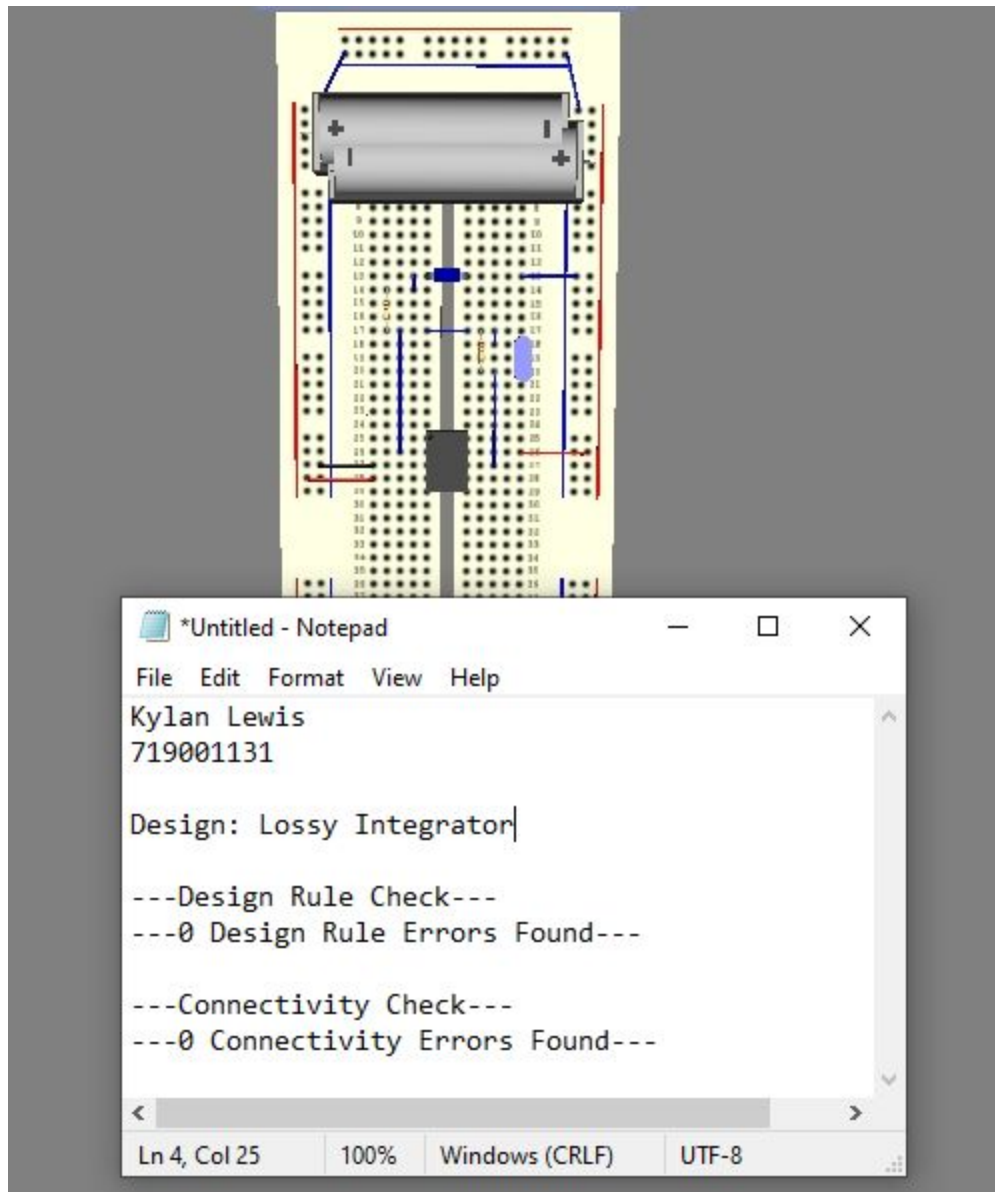 *Untitled - Notepad
File Edit Format View Help
Kylan Lewis
719001131
Design: Lossy Integrator
---Design Rule Check---
---0 Design Rule Errors Found---
---Connectivity Check---
---0 Connectivity Errors Found---
Ln 4, Col 25 100% Windows (CRLF) UTF-8